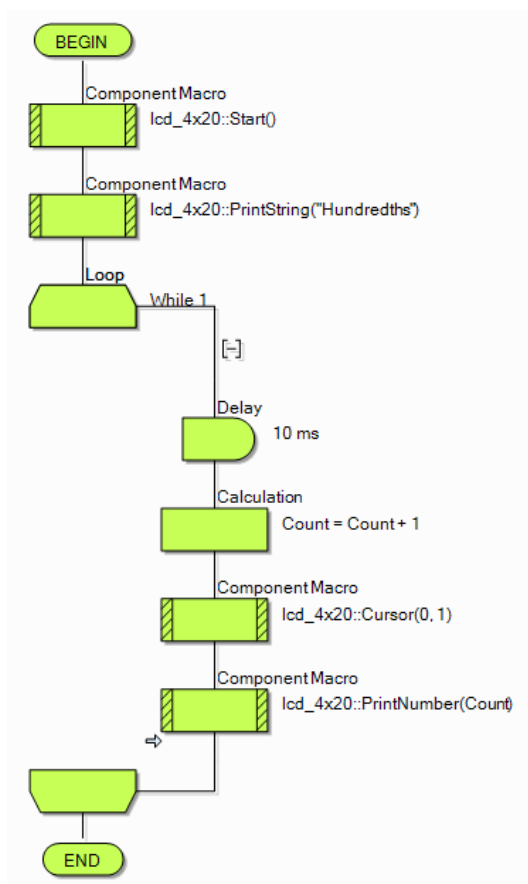 BEGIN
Component Macro
lcd_4x20::Start()
Component Macro
lcd_4x20::PrintString("Hundredths")
Loop
While 1
[-]
Delay
10 ms
Calculation
Count = Count + 1
Component Macro
lcd_4x20::Cursor(0, 1)
Component Macro
lcd_4x20::PrintNumber(Count)
END